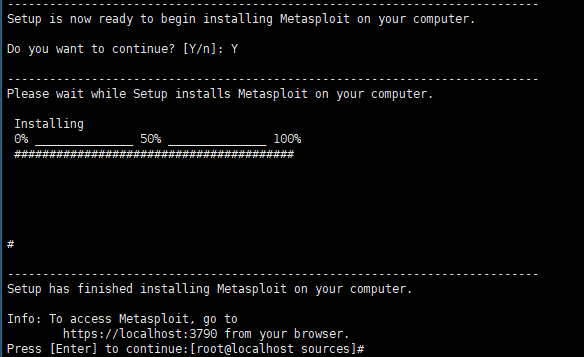 ----------------------------------------------------------------------------
Setup is now ready to begin installing Metasploit on your computer.
Do you want to continue? [Y/n]: Y
----------------------------------------------------------------------------
Please wait while Setup installs Metasploit on your computer.
Installing
0% ______________ 50% ______________ 100%
########################################
#
----------------------------------------------------------------------------
Setup has finished installing Metasploit on your computer.
Info: To access Metasploit, go to
https://localhost:3790 from your browser.
Press [Enter] to continue:[root@localhost sources]#